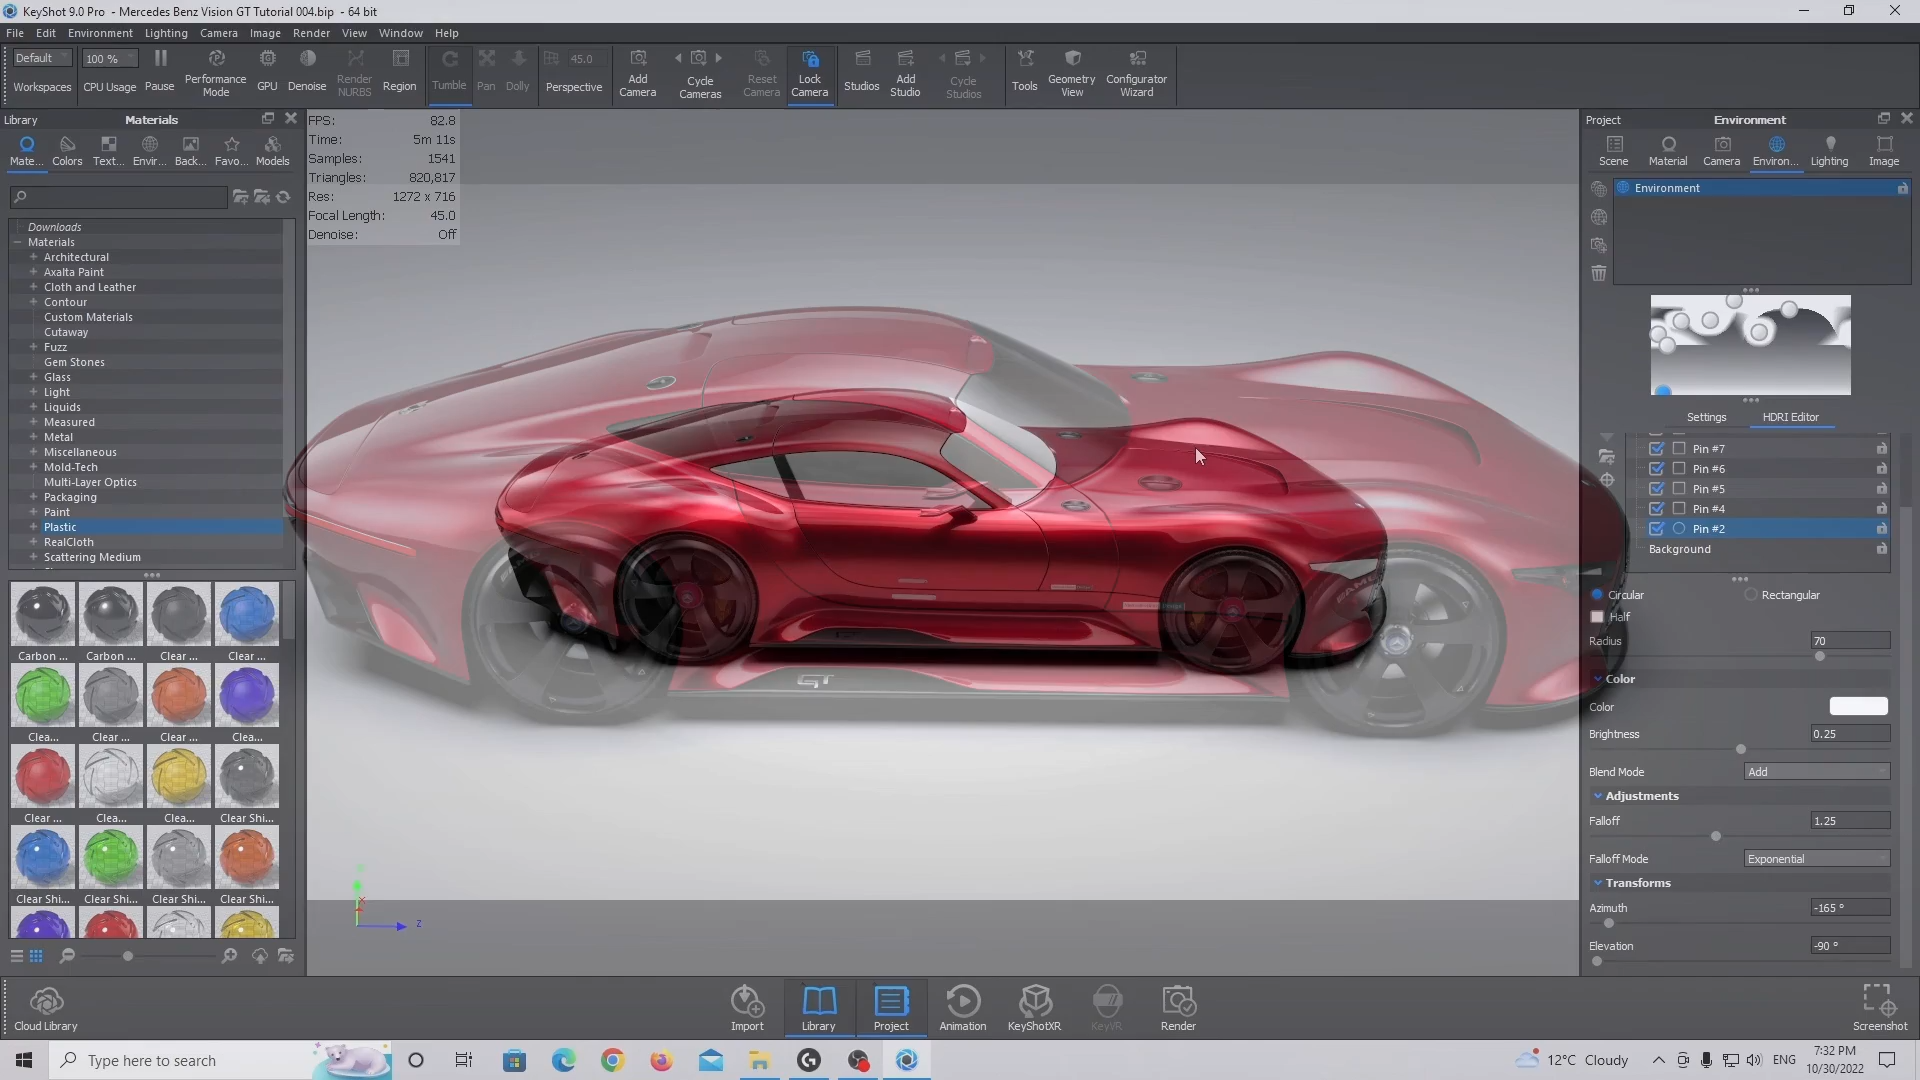 KeyShot 9.0 Pro - Mercedes Benz Vision GT Tutorial 004.bip - 64 bit
File Edit Environment Lighting Camera Image Render View Window Help
Default 100 % 45.0
Workspaces CPU Usage Pause Performance Mode GPU Denoise Render NURBS Region Tumble Pan Dolly Perspective Add Camera Cycle Cameras Reset Camera Lock Camera Studios Add Studio Cycle Studios Tools Geometry View Configurator Wizard
Library Materials
Mate... Colors Text... Envir... Back... Favo... Models
Downloads
Materials
Architectural
Axalta Paint
Cloth and Leather
Contour
Custom Materials
Cutaway
Fuzz
Gem Stones
Glass
Light
Liquids
Measured
Metal
Miscellaneous
Mold-Tech
Multi-Layer Optics
Packaging
Paint
Plastic
RealCloth
Scattering Medium
Carbon ... Carbon ... Clear ... Clear ...
Clea... Clear ... Clear ... Clea...
Clear ... Clea... Clea... Clear Shi...
Clear Shi... Clear Shi... Clear Shi... Clear Shi...
FPS: 82.8
Time: 5m 11s
Samples: 1541
Triangles: 820,817
Res: 1272 x 716
Focal Length: 45.0
Denoise: Off
GT
z
Project Environment
Scene Material Camera Environ... Lighting Image
Environment
Settings HDRI Editor
Pin #7
Pin #6
Pin #5
Pin #4
Pin #2
Background
Circular Rectangular
Half
Radius 70
Color
Color
Brightness 0.25
Blend Mode Add
Adjustments
Falloff 1.25
Falloff Mode Exponential
Transforms
Azimuth -165 °
Elevation -90 °
Cloud Library Import Library Project Animation KeyShotXR KeyVR Render Screenshot
Type here to search
12°C Cloudy
ENG
7:32 PM
10/30/2022